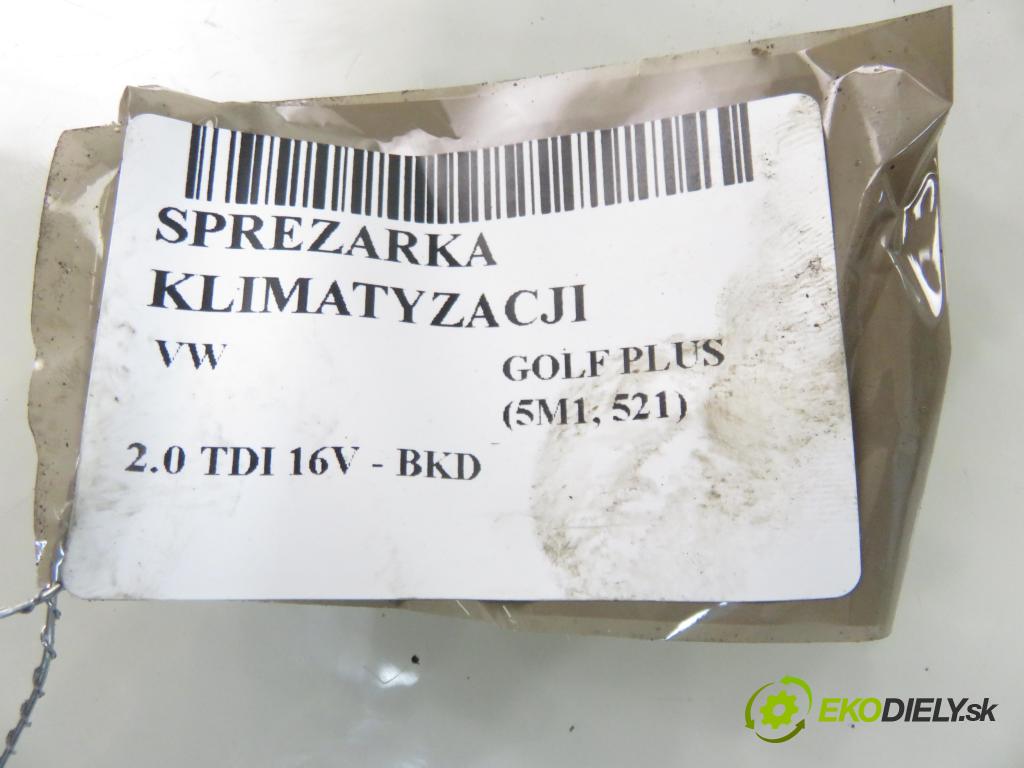 SPREZARKA
KLIMATYZACJI
VW GOLF PLUS
(5M1, 521)
2.0 TDI 16V - BKD
EKODIELY.sk